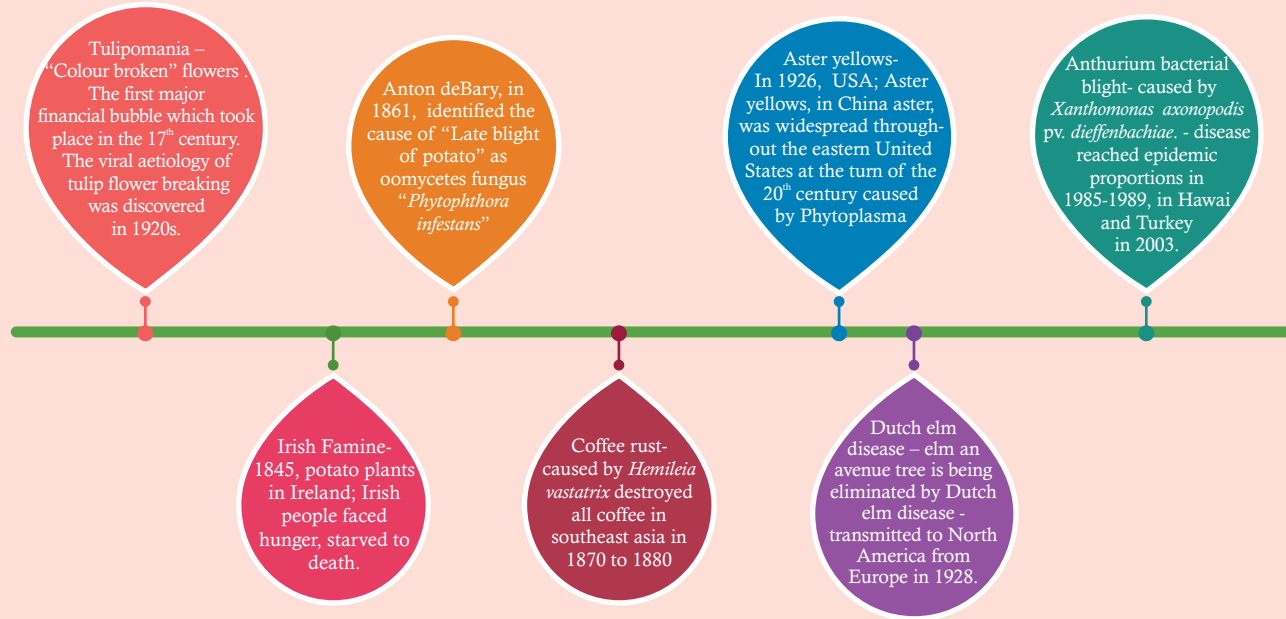 Tulipomania –
“Colour broken” flowers .
The first major
financial bubble which took
place in the 17th century.
The viral aetiology of
tulip flower breaking
was discovered
in 1920s.
Irish Famine-
1845, potato plants
in Ireland; Irish
people faced
hunger, starved to
death.
Anton deBary, in
1861, identified the
cause of “Late blight
of potato” as
oomycetes fungus
“Phytophthora
infestans”
Coffee rust-
caused by Hemileia
vastatrix destroyed
all coffee in
southeast asia in
1870 to 1880
Aster yellows-
In 1926, USA; Aster
yellows, in China aster,
was widespread through-
out the eastern United
States at the turn of the
20th century caused
by Phytoplasma
Dutch elm
disease – elm an
avenue tree is being
eliminated by Dutch
elm disease -
transmitted to North
America from
Europe in 1928.
Anthurium bacterial
blight- caused by
Xanthomonas axonopodis
pv. dieffenbachiae. - disease
reached epidemic
proportions in
1985-1989, in Hawai
and Turkey
in 2003.